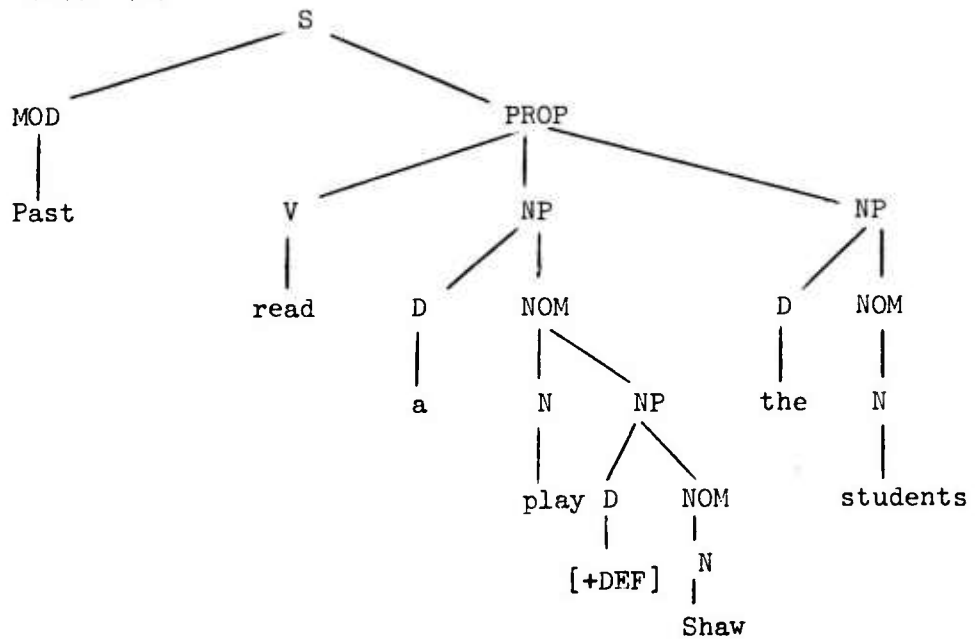 S
MOD PROP
Past V NP NP
read D NOM D NOM
a N NP the N
play D NOM students
[+DEF] N
Shaw